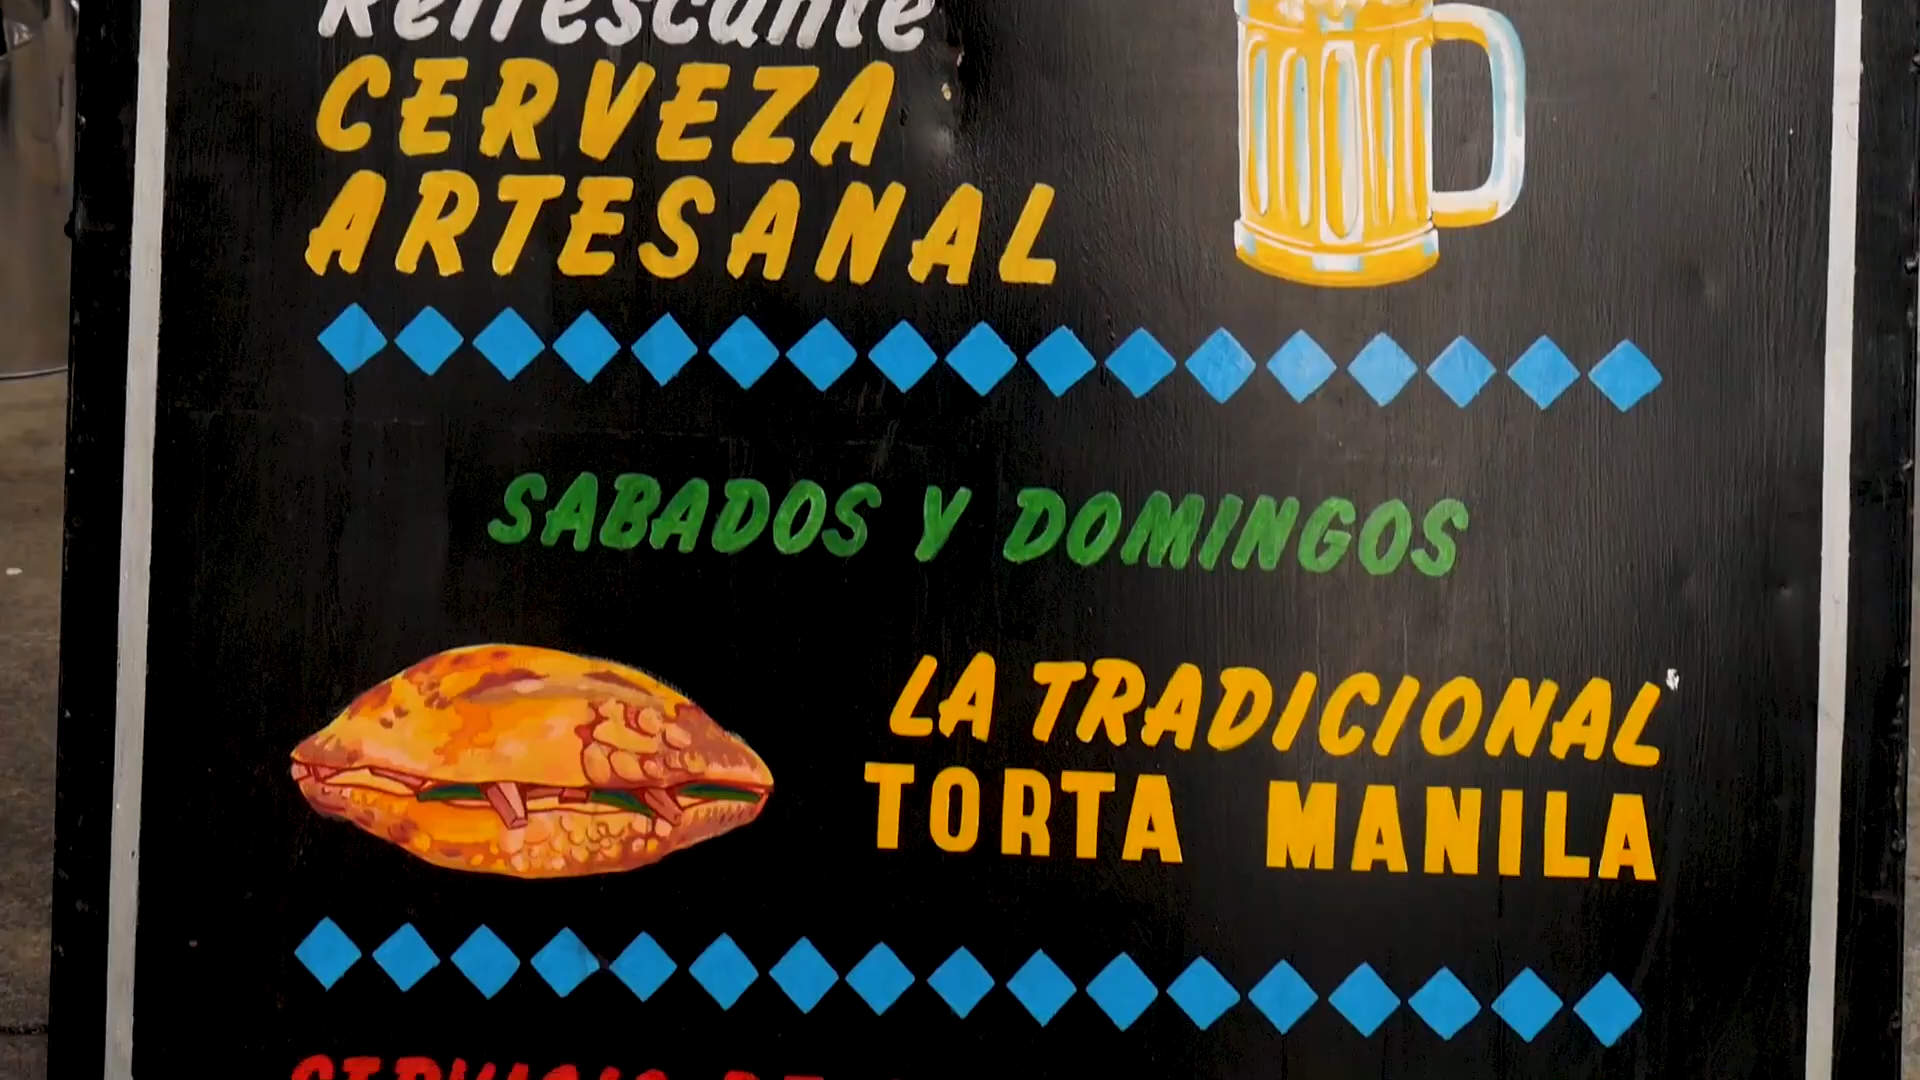 Refrescante
CERVEZA
ARTESANAL
SABADOS Y DOMINGOS
LA TRADICIONAL
TORTA MANILA
SERVICIO DE